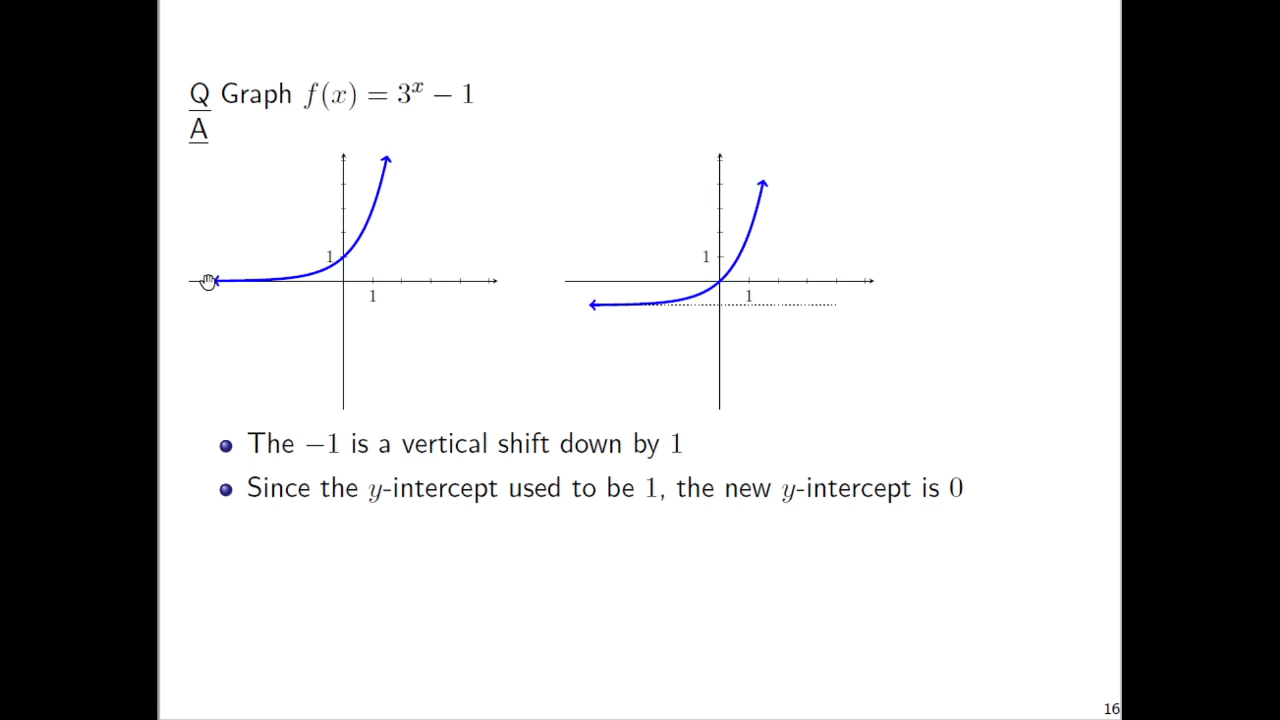 Q Graph f(x) = 3ˣ − 1
A
1
1
1
1
The −1 is a vertical shift down by 1
Since the y-intercept used to be 1, the new y-intercept is 0
16